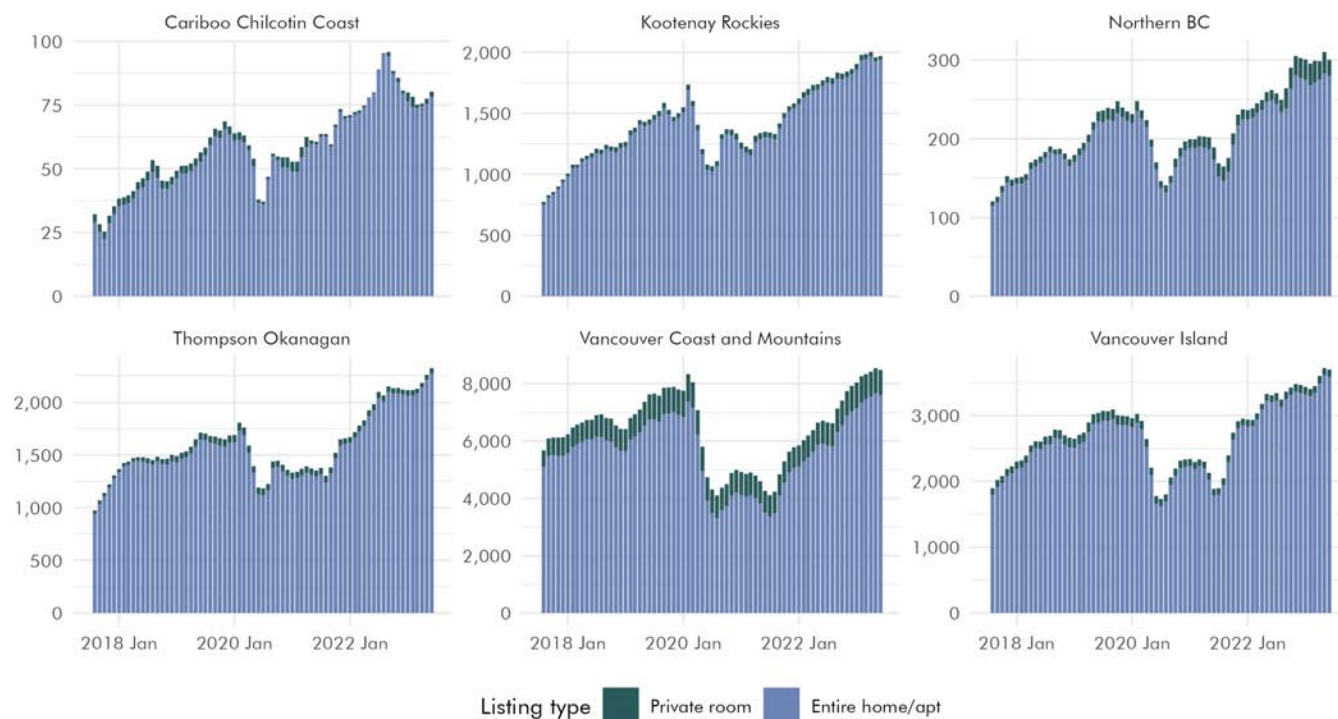 Cariboo Chilcotin Coast
Kootenay Rockies
Northern BC
100
75
50
25
0
2,000
1,500
1,000
500
0
300
200
100
0
Thompson Okanagan
Vancouver Coast and Mountains
Vancouver Island
2,000
1,500
1,000
500
0
8,000
6,000
4,000
2,000
0
3,000
2,000
1,000
0
2018 Jan 2020 Jan 2022 Jan
2018 Jan 2020 Jan 2022 Jan
2018 Jan 2020 Jan 2022 Jan
Listing type Private room Entire home/apt